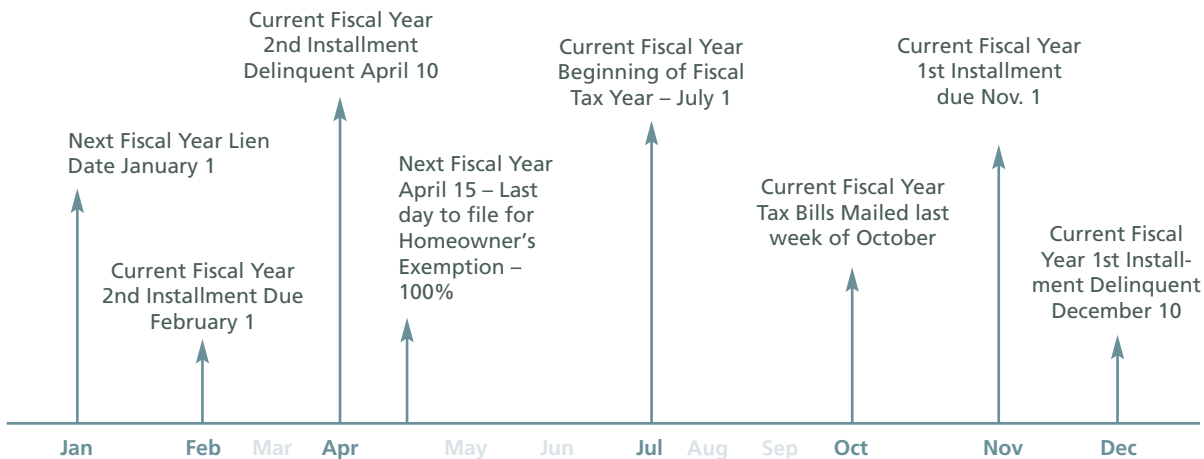 Current Fiscal Year
2nd Installment
Delinquent April 10
Current Fiscal Year
Beginning of Fiscal
Tax Year – July 1
Current Fiscal Year
1st Installment
due Nov. 1
Next Fiscal Year Lien
Date January 1
Next Fiscal Year
April 15 – Last
day to file for
Homeowner's
Exemption –
100%
Current Fiscal Year
Tax Bills Mailed last
week of October
Current Fiscal
Year 1st Install-
ment Delinquent
December 10
Current Fiscal Year
2nd Installment Due
February 1
Jan Feb Mar Apr May Jun Jul Aug Sep Oct Nov Dec